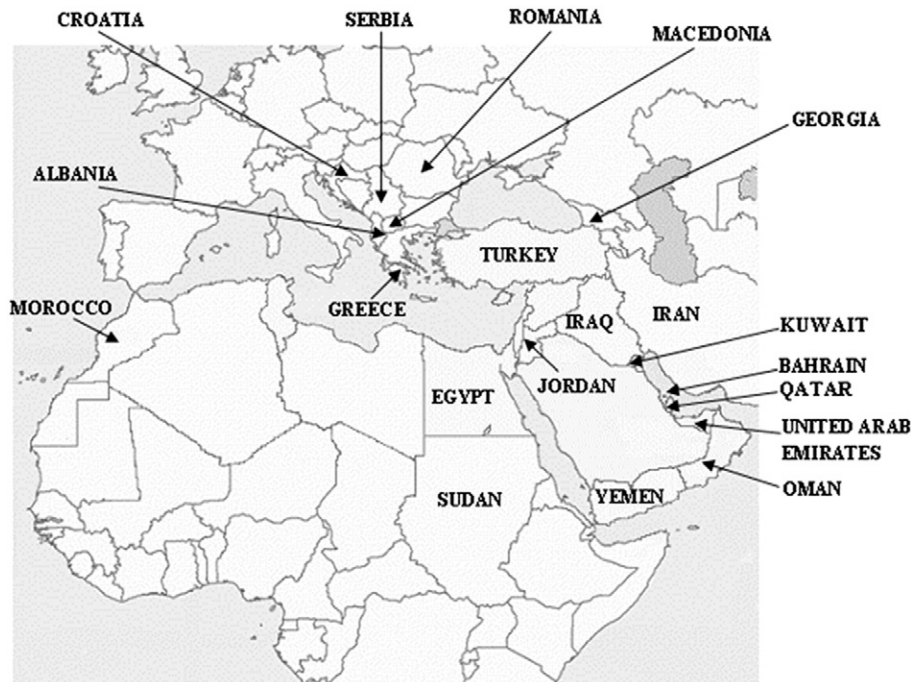 CROATIA
SERBIA
ROMANIA
MACEDONIA
GEORGIA
ALBANIA
TURKEY
MOROCCO
GREECE
IRAQ
IRAN
KUWAIT
JORDAN
BAHRAIN
EGYPT
QATAR
UNITED ARAB
EMIRATES
SUDAN
YEMEN
OMAN